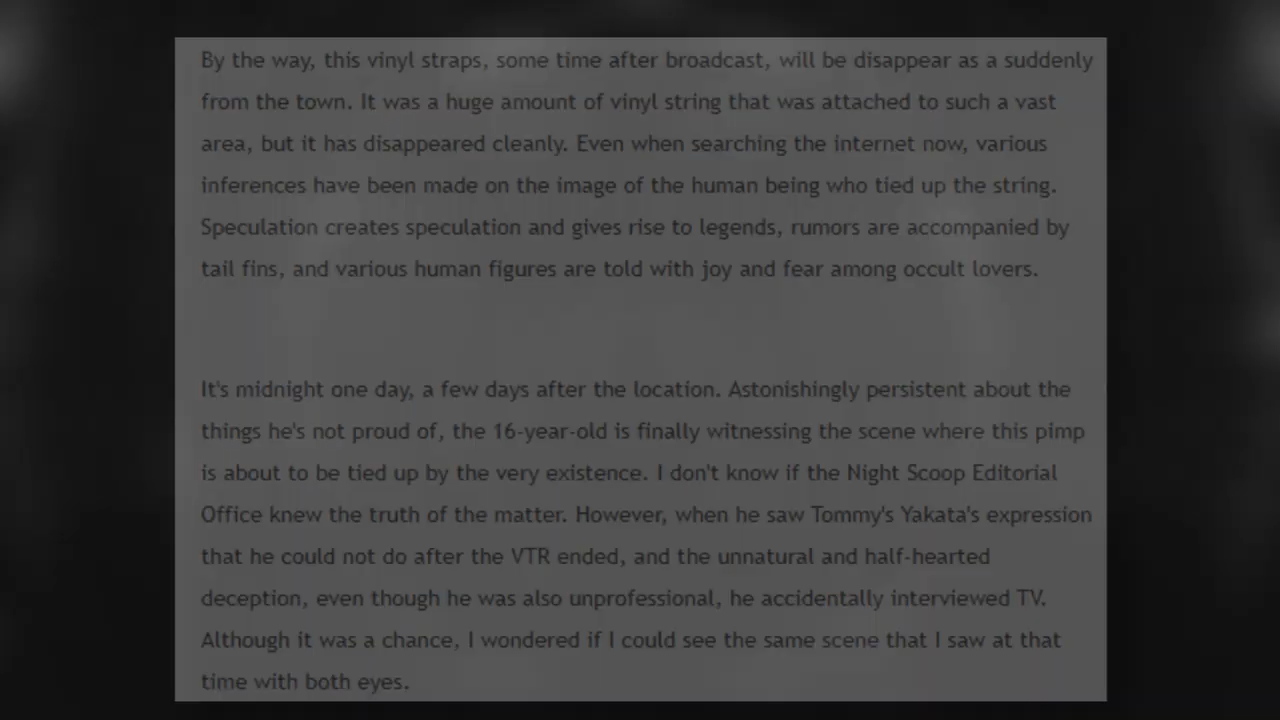 By the way, this vinyl straps, some time after broadcast, will be disappear as a suddenly
from the town. It was a huge amount of vinyl string that was attached to such a vast
area, but it has disappeared cleanly. Even when searching the internet now, various
inferences have been made on the image of the human being who tied up the string.
Speculation creates speculation and gives rise to legends, rumors are accompanied by
tail fins, and various human figures are told with joy and fear among occult lovers.
It's midnight one day, a few days after the location. Astonishingly persistent about the
things he's not proud of, the 16-year-old is finally witnessing the scene where this pimp
is about to be tied up by the very existence. I don't know if the Night Scoop Editorial
Office knew the truth of the matter. However, when he saw Tommy's Yakata's expression
that he could not do after the VTR ended, and the unnatural and half-hearted
deception, even though he was also unprofessional, he accidentally interviewed TV.
Although it was a chance, I wondered if I could see the same scene that I saw at that
time with both eyes.